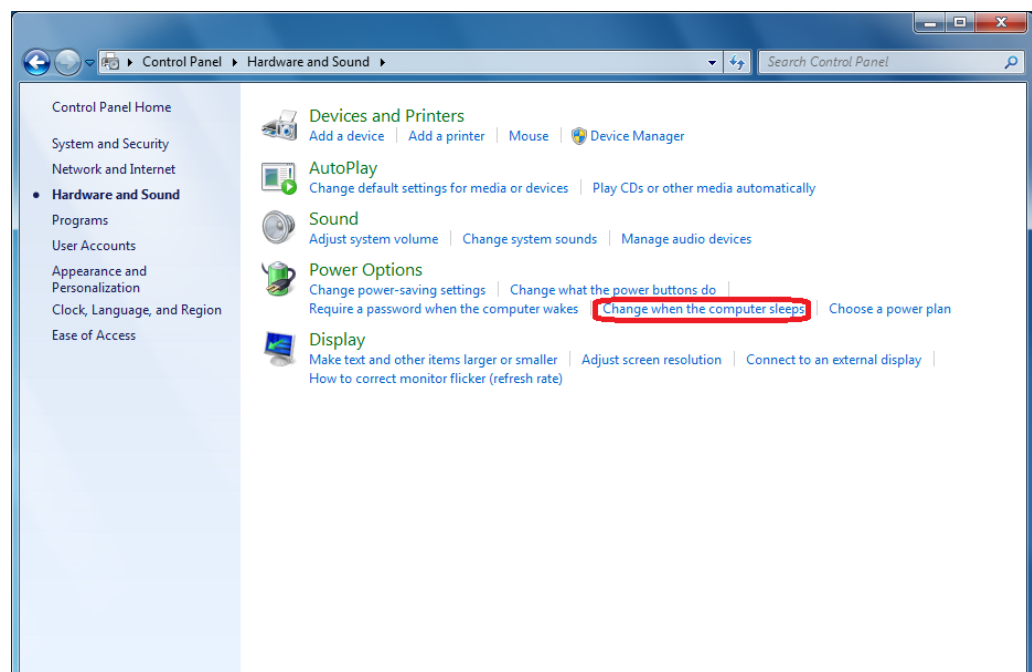 Control Panel Hardware and Sound Search Control Panel
Control Panel Home
System and Security
Network and Internet
Hardware and Sound
Programs
User Accounts
Appearance and
Personalization
Clock, Language, and Region
Ease of Access
Devices and Printers
Add a device Add a printer Mouse Device Manager
AutoPlay
Change default settings for media or devices Play CDs or other media automatically
Sound
Adjust system volume Change system sounds Manage audio devices
Power Options
Change power-saving settings Change what the power buttons do
Require a password when the computer wakes Change when the computer sleeps Choose a power plan
Display
Make text and other items larger or smaller Adjust screen resolution Connect to an external display
How to correct monitor flicker (refresh rate)